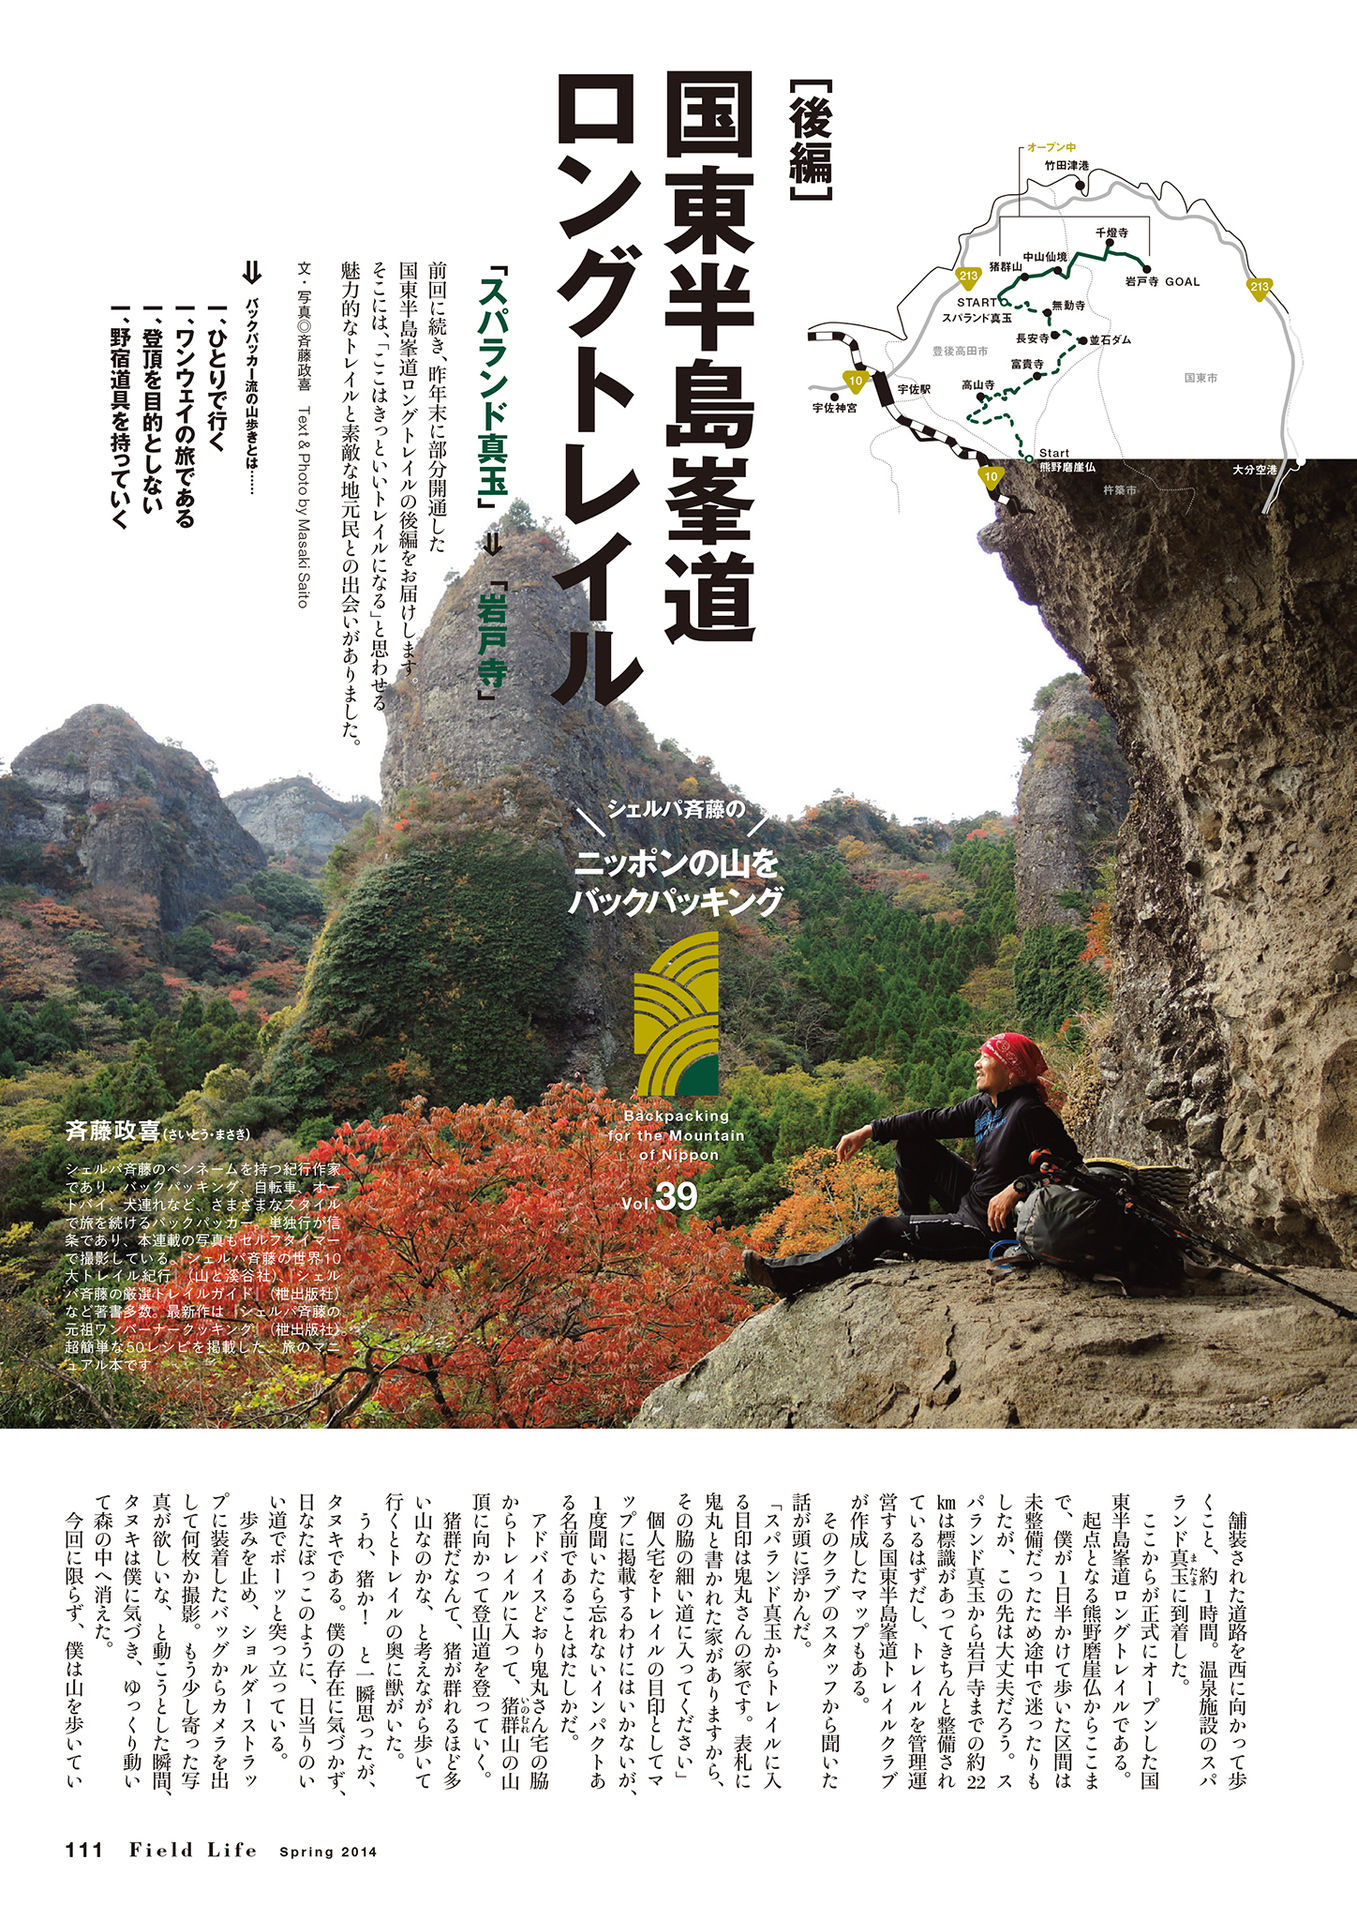 [後編]
国東半島峯道
ロングトレイル
「スパランド真玉」⇒「岩戸寺」
前回に続き、昨年末に部分開通した
国東半島峯道ロングトレイルの後編をお届けします。
そこには、「ここはきっといいトレイルになる」と思わせる
魅力的なトレイルと素敵な地元民との出会いがありました。
文・写真◎斉藤政喜 Text & Photo by Masaki Saito
⇒ バックパッカー流の山歩きとは……
一、ひとりで行く
一、ワンウェイの旅である
一、登頂を目的としない
一、野宿道具を持っていく
オープン中
竹田津港
千燈寺
中山仙境
猪群山
岩戸寺 GOAL
213
213
START
スパランド真玉
無動寺
長安寺
並石ダム
豊後高田市
富貴寺
国東市
10
宇佐駅
高山寺
宇佐神宮
Start
熊野磨崖仏
10
杵築市
大分空港
シェルパ斉藤の
ニッポンの山を
バックパッキング
Backpacking
for the Mountain
of Nippon
Vol.39
斉藤政喜(さいとう・まさき)
シェルパ斉藤のペンネームを持つ紀行作家
であり、バックパッキング、自転車、オー
トバイ、犬連れなど、さまざまなスタイル
で旅を続けるバックパッカー。単独行が信
条であり、本連載の写真もセルフタイマー
で撮影している。『シェルパ斉藤の世界10
大トレイル紀行』(山と溪谷社)、『シェル
パ斉藤の厳選トレイルガイド』(枻出版社)
など著書多数。最新作は『シェルパ斉藤の
元祖ワンバーナークッキング』(枻出版社)。
超簡単な50レシピを掲載した、旅のマニ
ュアル本です。
舗装された道路を西に向かって歩
くこと、約1時間。温泉施設のスパ
ランド真玉(またま)に到着した。
ここからが正式にオープンした国
東半島峯道ロングトレイルである。
起点となる熊野磨崖仏からここま
で、僕が1日半かけて歩いた区間は
未整備だったため途中で迷ったりも
したが、この先は大丈夫だろう。ス
パランド真玉から岩戸寺までの約22
㎞は標識があってきちんと整備され
ているはずだし、トレイルを管理運
営する国東半島峯道トレイルクラブ
が作成したマップもある。
そのクラブのスタッフから聞いた
話が頭に浮かんだ。
「スパランド真玉からトレイルに入
る目印は鬼丸さんの家です。表札に
鬼丸と書かれた家がありますから、
その脇の細い道に入ってください」
個人宅をトレイルの目印としてマ
ップに掲載するわけにはいかないが、
1度聞いたら忘れないインパクトあ
る名前であることはたしかだ。
アドバイスどおり鬼丸さん宅の脇
からトレイルに入って、猪群(いのむれ)山の山
頂に向かって登山道を登っていく。
猪群だなんて、猪が群れるほど多
い山なのかな、と考えながら歩いて
行くとトレイルの奥に獣がいた。
うわ、猪か! と一瞬思ったが、
タヌキである。僕の存在に気づかず、
日なたぼっこのように、日当りのい
い道でボーッと突っ立っている。
歩みを止め、ショルダーストラッ
プに装着したバッグからカメラを出
して何枚か撮影。もう少し寄った写
真が欲しいな、と動こうとした瞬間、
タヌキは僕に気づき、ゆっくり動い
て森の中へ消えた。
今回に限らず、僕は山を歩いてい
111 Field Life Spring 2014